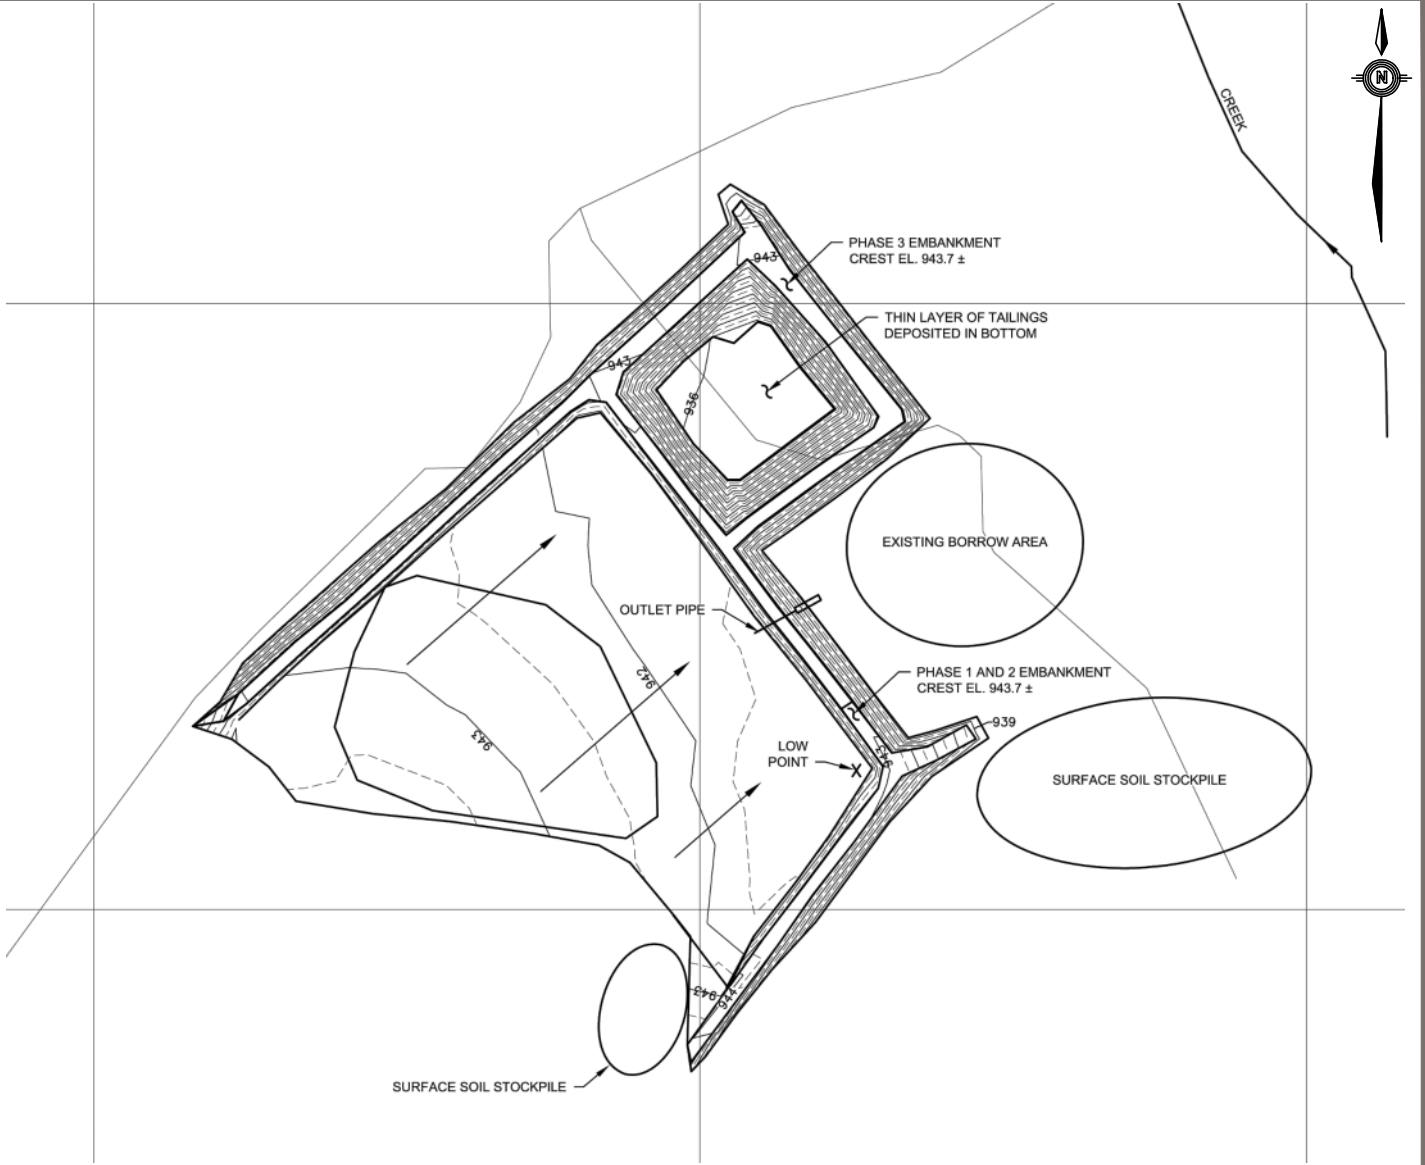 N
CREEK
PHASE 3 EMBANKMENT
CREST EL. 943.7 ±
943
THIN LAYER OF TAILINGS
DEPOSITED IN BOTTOM
943
936
EXISTING BORROW AREA
OUTLET PIPE
942
PHASE 1 AND 2 EMBANKMENT
CREST EL. 943.7 ±
939
943
943
LOW
POINT
X
SURFACE SOIL STOCKPILE
943
944
SURFACE SOIL STOCKPILE